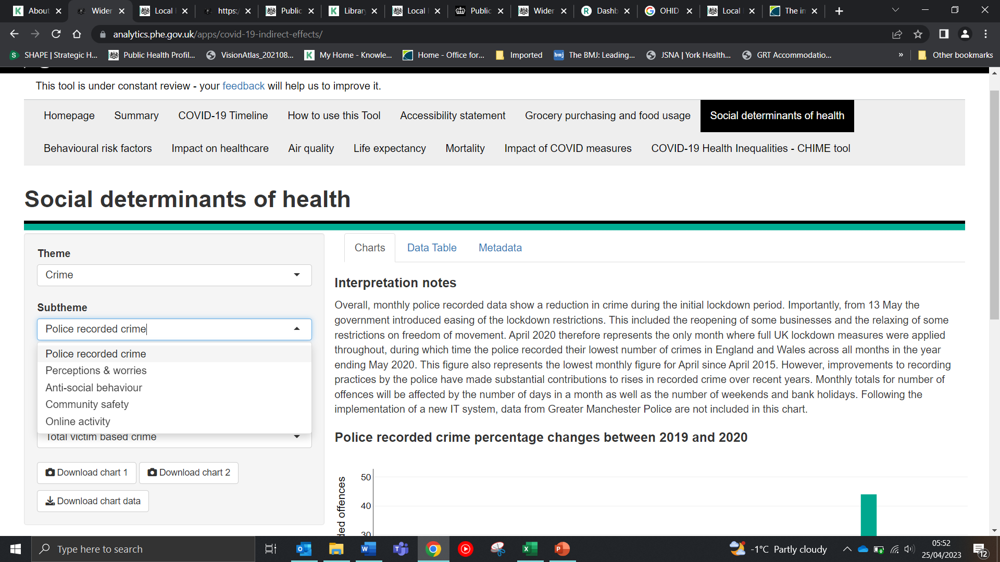 About
Wider
Local
https:/
Public
Library
Local
Public
Wider
Dashb
OHID
Local
The im
analytics.phe.gov.uk/apps/covid-19-indirect-effects/
SHAPE | Strategic H...
Public Health Profil...
VisionAtlas_202108...
My Home - Knowle...
Home - Office for...
Imported
The BMJ: Leading...
JSNA | York Health...
GRT Accommodatio...
»
Other bookmarks
This tool is under constant review - your feedback will help us to improve it.
Homepage Summary COVID-19 Timeline How to use this Tool Accessibility statement Grocery purchasing and food usage Social determinants of health
Behavioural risk factors Impact on healthcare Air quality Life expectancy Mortality Impact of COVID measures COVID-19 Health Inequalities - CHIME tool
Social determinants of health
Theme
Crime
Subtheme
Police recorded crime
Police recorded crime
Perceptions & worries
Anti-social behaviour
Community safety
Online activity
Total victim based crime
Download chart 1
Download chart 2
Download chart data
Charts
Data Table
Metadata
Interpretation notes
Overall, monthly police recorded data show a reduction in crime during the initial lockdown period. Importantly, from 13 May the
government introduced easing of the lockdown restrictions. This included the reopening of some businesses and the relaxing of some
restrictions on freedom of movement. April 2020 therefore represents the only month where full UK lockdown measures were applied
throughout, during which time the police recorded their lowest number of crimes in England and Wales across all months in the year
ending May 2020. This figure also represents the lowest monthly figure for April since April 2015. However, improvements to recording
practices by the police have made substantial contributions to rises in recorded crime over recent years. Monthly totals for number of
offences will be affected by the number of days in a month as well as the number of weekends and bank holidays. Following the
implementation of a new IT system, data from Greater Manchester Police are not included in this chart.
Police recorded crime percentage changes between 2019 and 2020
50
40
30
ded offences
Type here to search
-1°C Partly cloudy
05:52
25/04/2023
12